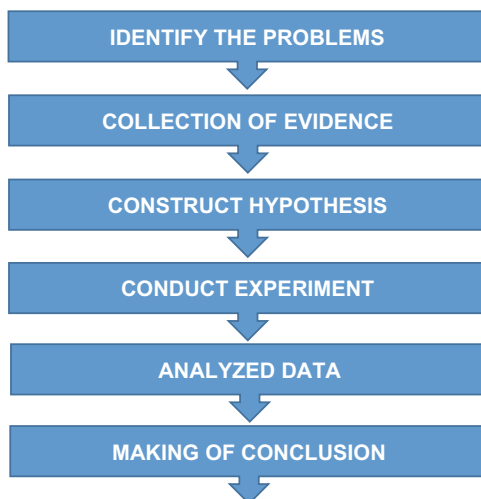 IDENTIFY THE PROBLEMS
COLLECTION OF EVIDENCE
CONSTRUCT HYPOTHESIS
CONDUCT EXPERIMENT
ANALYZED DATA
MAKING OF CONCLUSION